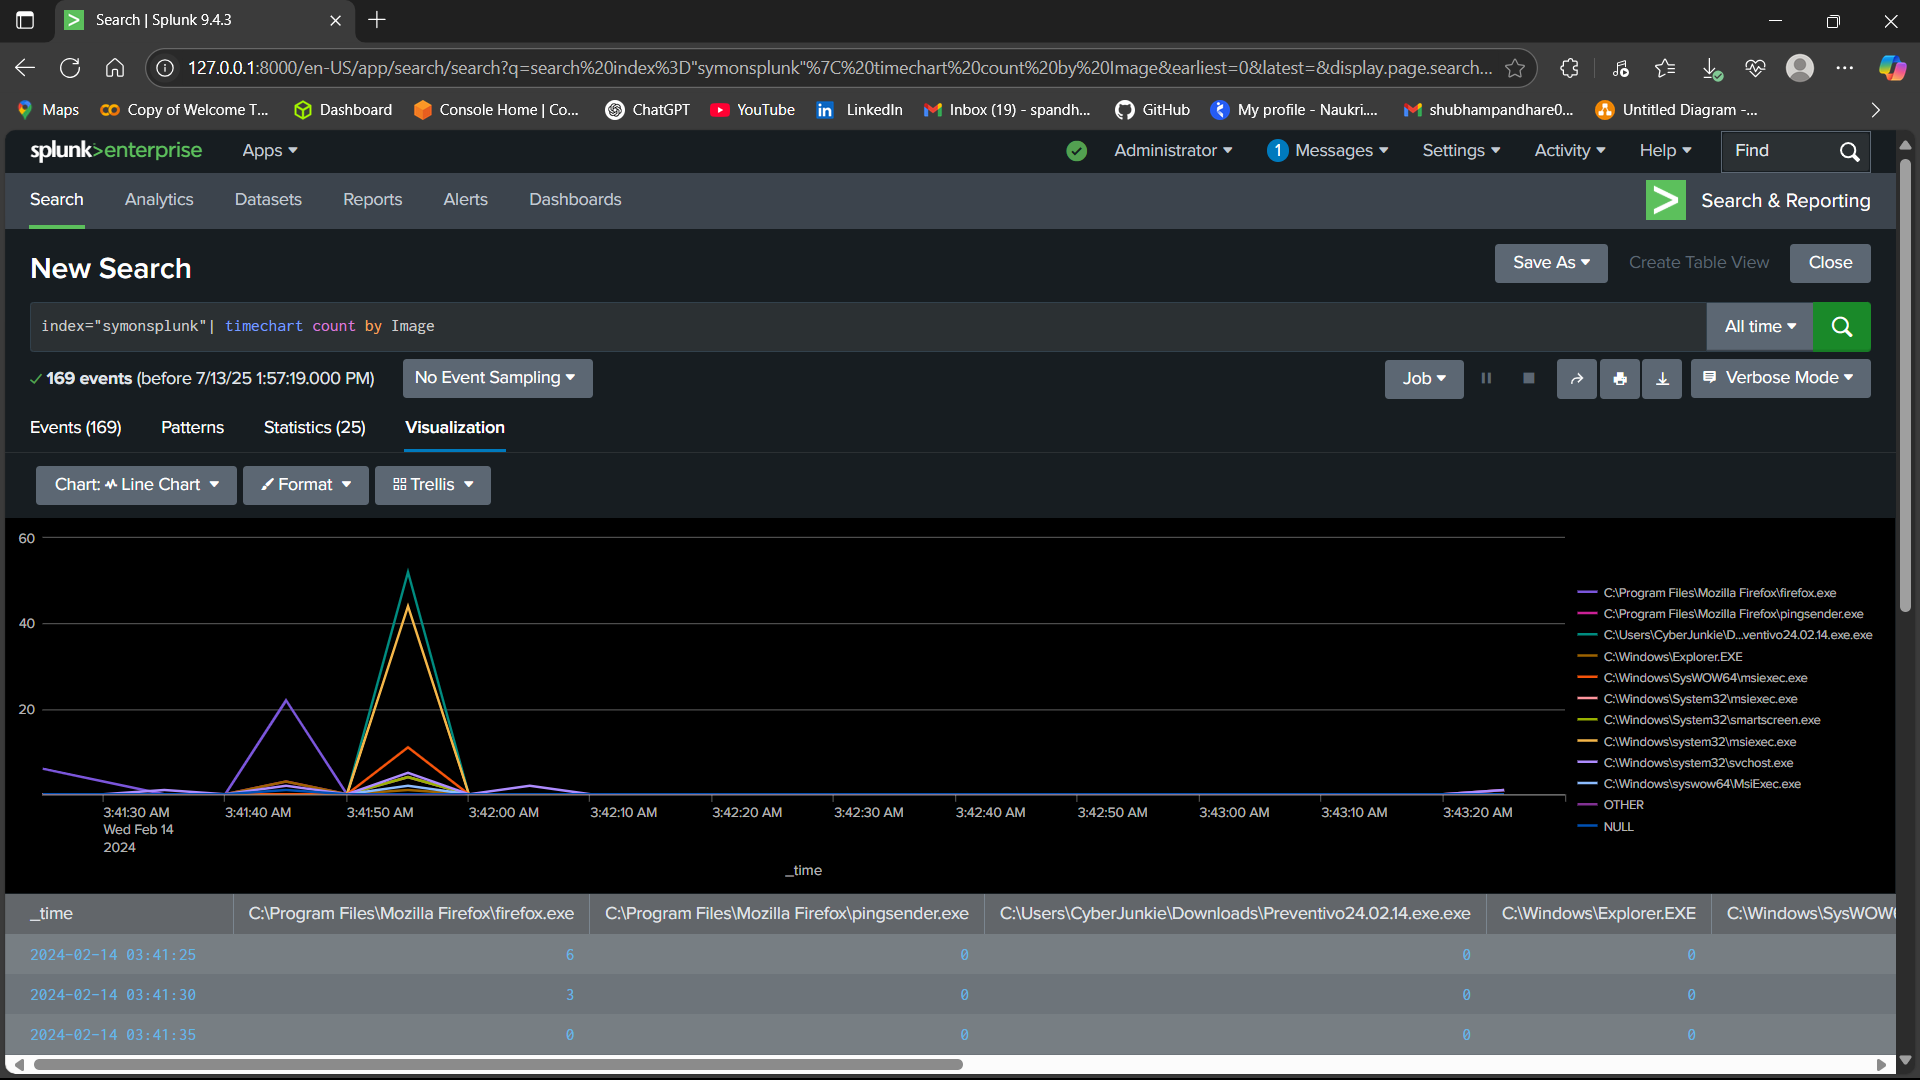 Search | Splunk 9.4.3
127.0.0.1:8000/en-US/app/search/search?q=search%20index%3D"symonsplunk"%7C%20timechart%20count%20by%20Image&earliest=0&latest=&display.page.search...
Maps Copy of Welcome T... Dashboard Console Home | Co... ChatGPT YouTube LinkedIn Inbox (19) - spandh... GitHub My profile - Naukri.... shubhampandhare0... Untitled Diagram -...
splunk>enterprise Apps Administrator 1 Messages Settings Activity Help Find
Search Analytics Datasets Reports Alerts Dashboards Search & Reporting
New Search Save As Create Table View Close
index="symonsplunk"| timechart count by Image All time
169 events (before 7/13/25 1:57:19.000 PM) No Event Sampling Job Verbose Mode
Events (169) Patterns Statistics (25) Visualization
Chart: Line Chart Format Trellis
60
40
20
3:41:30 AM 3:41:40 AM 3:41:50 AM 3:42:00 AM 3:42:10 AM 3:42:20 AM 3:42:30 AM 3:42:40 AM 3:42:50 AM 3:43:00 AM 3:43:10 AM 3:43:20 AM
Wed Feb 14
2024
_time
C:\Program Files\Mozilla Firefox\firefox.exe
C:\Program Files\Mozilla Firefox\pingsender.exe
C:\Users\CyberJunkie\D...ventivo24.02.14.exe.exe
C:\Windows\Explorer.EXE
C:\Windows\SysWOW64\msiexec.exe
C:\Windows\System32\msiexec.exe
C:\Windows\System32\smartscreen.exe
C:\Windows\system32\msiexec.exe
C:\Windows\system32\svchost.exe
C:\Windows\syswow64\MsiExec.exe
OTHER
NULL
_time C:\Program Files\Mozilla Firefox\firefox.exe C:\Program Files\Mozilla Firefox\pingsender.exe C:\Users\CyberJunkie\Downloads\Preventivo24.02.14.exe.exe C:\Windows\Explorer.EXE C:\Windows\SysWOW
2024-02-14 03:41:25 6 0 0 0
2024-02-14 03:41:30 3 0 0 0
2024-02-14 03:41:35 0 0 0 0